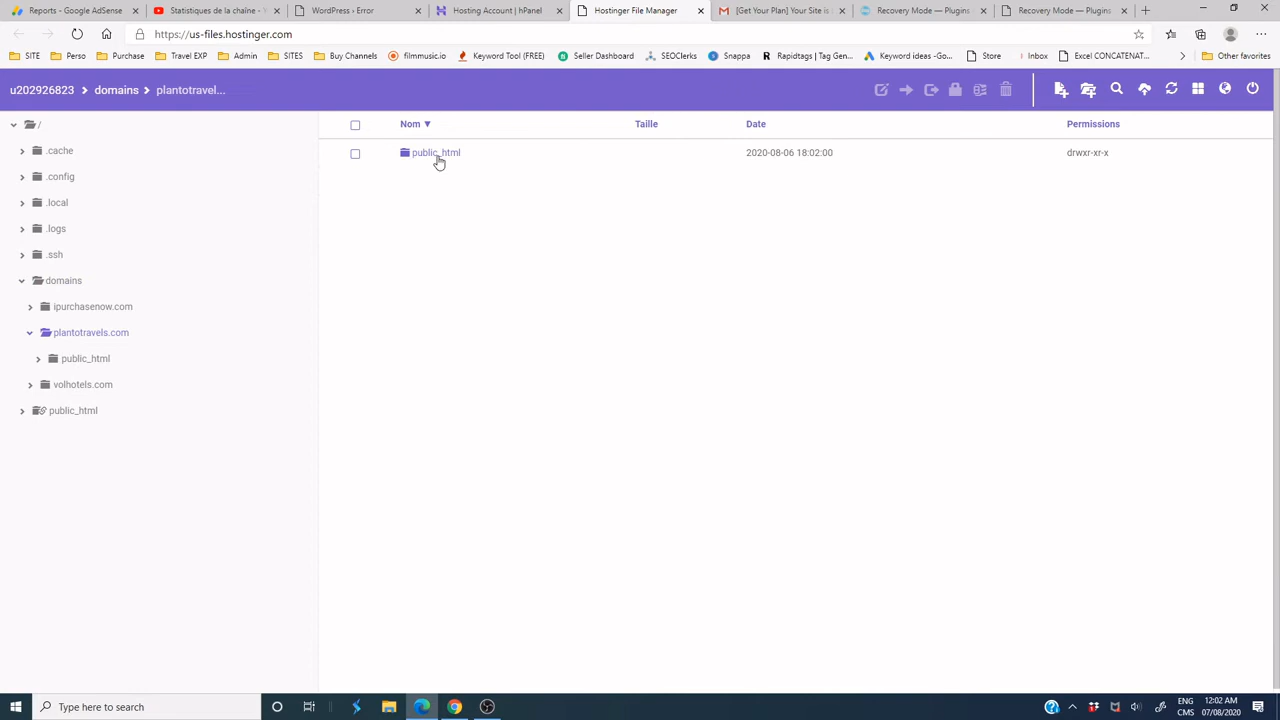 Reports - Google AdSense
Statistiques de la chaîne -
WordPress › Error
Hosting Account | hPanel
Hostinger File Manager
[Get Your Plan] Your Site is
Recovery Mode — Plugins
Recovery Mode — Plugins
https://us-files.hostinger.com
SITE
Perso
Purchase
Travel EXP
Admin
SITES
Buy Channels
filmmusic.io
Keyword Tool (FREE)
Seller Dashboard
SEOClerks
Snappa
Rapidtags | Tag Gen...
Keyword ideas -Go...
Store
Inbox
Excel CONCATENAT...
Other favorites
u202926823 domains plantotravel...
/
.cache
.config
.local
.logs
.ssh
domains
ipurchasenow.com
plantotravels.com
public_html
volhotels.com
public_html
Nom ▼ Taille Date Permissions
public_html 2020-08-06 18:02:00 drwxr-xr-x
Type here to search
ENG
CMS
12:02 AM
07/08/2020